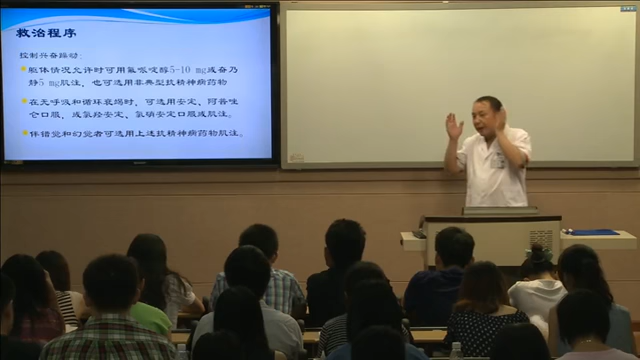 救治程序
控制兴奋躁动：
躯体情况允许时可用氟哌啶醇5-10 mg或奋乃
静5 mg肌注，也可选用非典型抗精神病药物
在无呼吸和循环衰竭时，可选用安定，阿普唑
仑口服，或氯羟安定，氯硝安定口服或肌注。
伴错觉和幻觉者可选用上述抗精神病药物肌注。